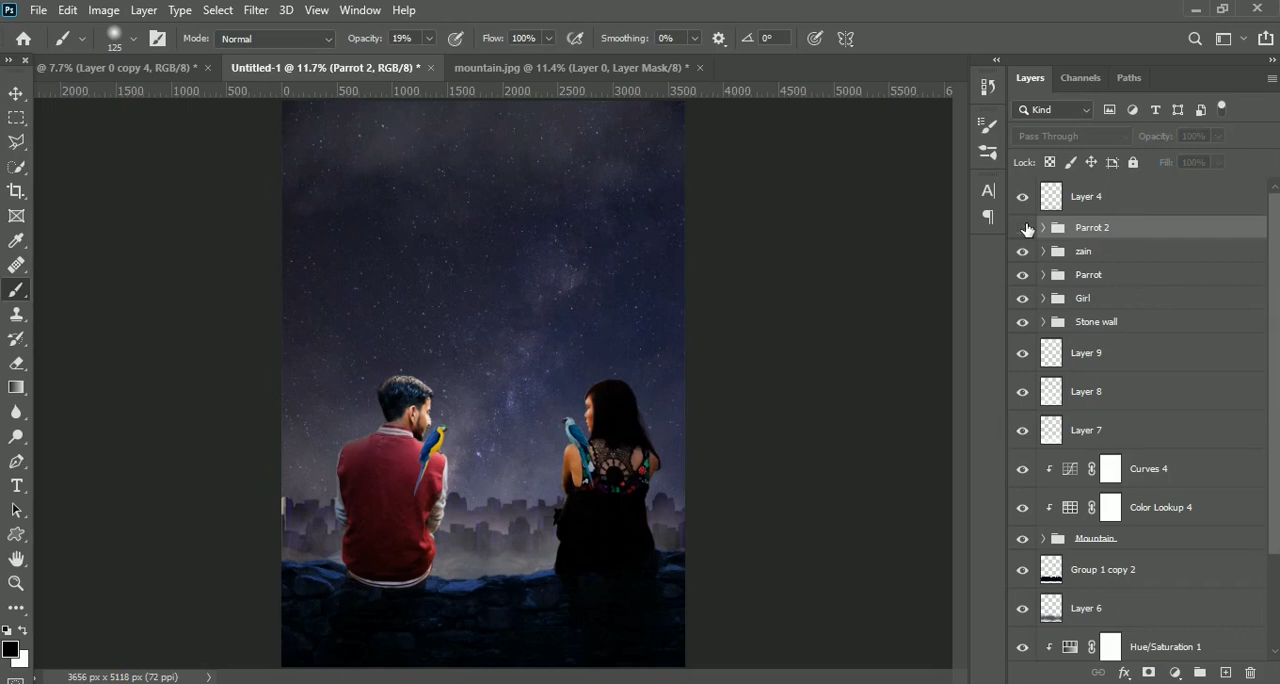 Ps File Edit Image Layer Type Select Filter 3D View Window Help
125 Mode: Normal Opacity: 19% Flow: 100% Smoothing: 0% 0°
@ 7.7% (Layer 0 copy 4, RGB/8) * × Untitled-1 @ 11.7% (Parrot 2, RGB/8) * × mountain.jpg @ 11.4% (Layer 0, Layer Mask/8) * ×
2000 1500 1000 500 0 500 1000 1500 2000 2500 3000 3500 4000 4500 5000 5500 6
Layers Channels Paths
Kind
Pass Through Opacity: 100%
Lock: Fill: 100%
Layer 4
Parrot 2
zain
Parrot
Girl
Stone wall
Layer 9
Layer 8
Layer 7
Curves 4
Color Lookup 4
Mountain
Group 1 copy 2
Layer 6
Hue/Saturation 1
3656 px x 5118 px (72 ppi)